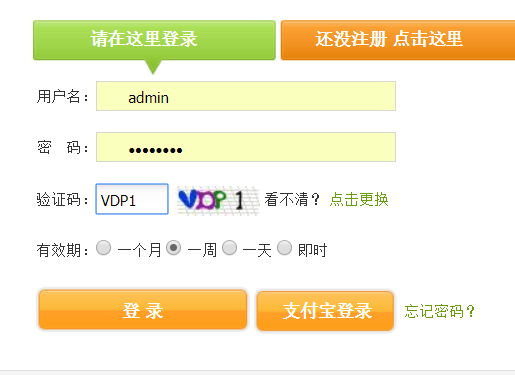 请在这里登录 还没注册 点击这里
用户名： admin
密 码： ••••••••
验证码： VDP1 VDP1 看不清？ 点击更换
有效期： 一个月 一周 一天 即时
登 录 支付宝登录 忘记密码？